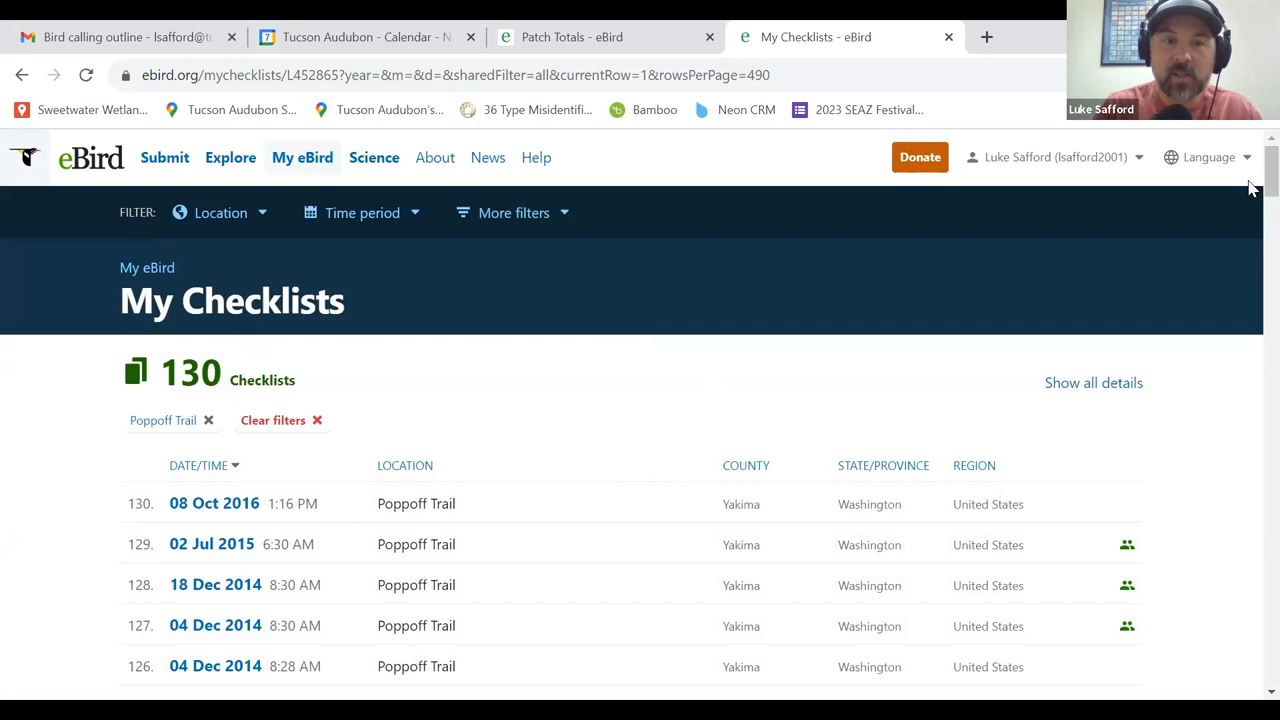 Bird calling outline - lsafford@t
Tucson Audubon - Calendar - N
Patch Totals - eBird
My Checklists - eBird
ebird.org/mychecklists/L452865?year=&m=&d=&sharedFilter=all&currentRow=1&rowsPerPage=490
Sweetwater Wetlan... Tucson Audubon S... Tucson Audubon's... 36 Type Misidentifi... Bamboo Neon CRM 2023 SEAZ Festival...
Luke Safford
eBird Submit Explore My eBird Science About News Help Donate Luke Safford (lsafford2001) Language
FILTER: Location Time period More filters
My eBird
My Checklists
130 Checklists
Show all details
Poppoff Trail Clear filters
DATE/TIME LOCATION COUNTY STATE/PROVINCE REGION
130. 08 Oct 2016 1:16 PM Poppoff Trail Yakima Washington United States
129. 02 Jul 2015 6:30 AM Poppoff Trail Yakima Washington United States
128. 18 Dec 2014 8:30 AM Poppoff Trail Yakima Washington United States
127. 04 Dec 2014 8:30 AM Poppoff Trail Yakima Washington United States
126. 04 Dec 2014 8:28 AM Poppoff Trail Yakima Washington United States